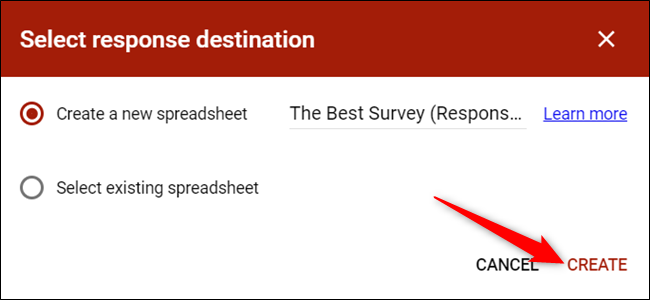 Select response destination
Create a new spreadsheet The Best Survey (Respons... Learn more
Select existing spreadsheet
CANCEL CREATE